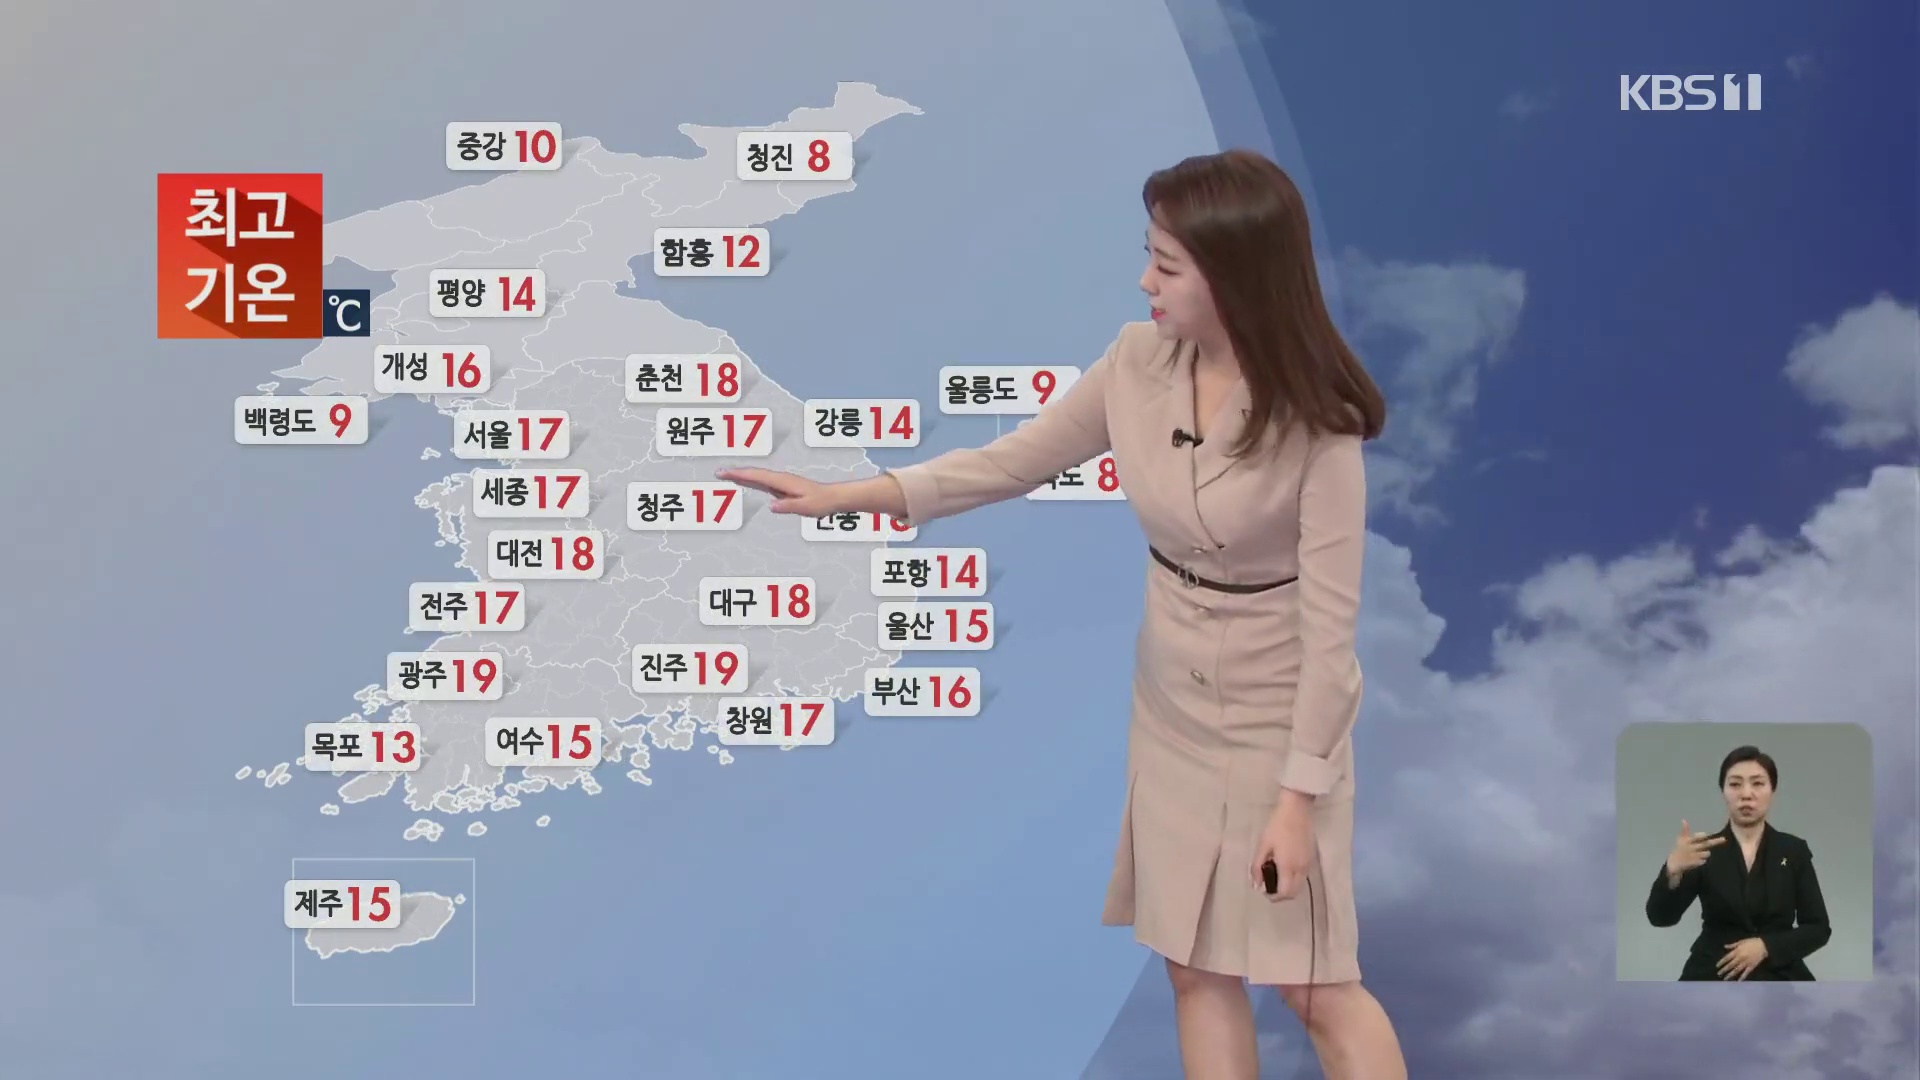 KBS 1
최고
기온
℃
중강 10
청진 8
함흥 12
평양 14
개성 16
춘천 18
울릉도 9
백령도 9
서울 17
원주 17
강릉 14
8
세종 17
청주 17
대전 18
포항 14
전주 17
대구 18
울산 15
광주 19
진주 19
부산 16
목포 13
여수 15
창원 17
제주 15